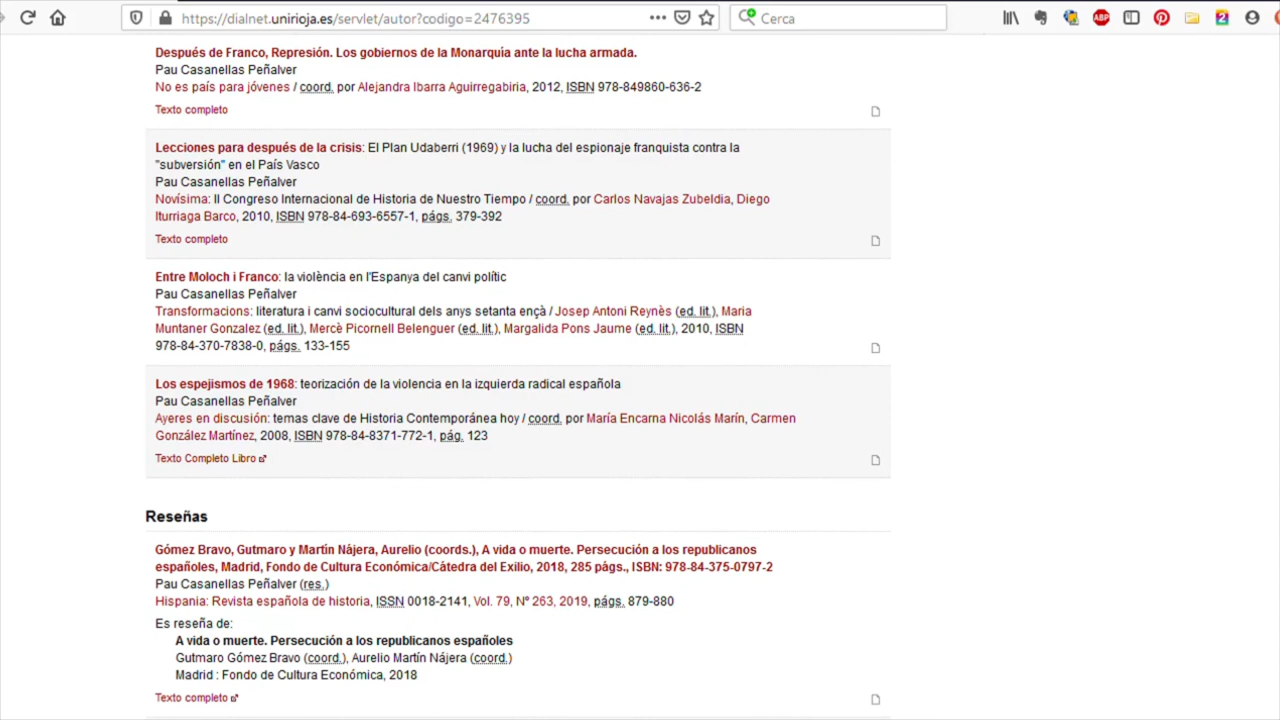 https://dialnet.unirioja.es/servlet/autor?codigo=2476395
Cerca
ABP
2
Después de Franco, Represión. Los gobiernos de la Monarquía ante la lucha armada.
Pau Casanellas Peñalver
No es país para jóvenes / coord. por Alejandra Ibarra Aguirregabiria, 2012, ISBN 978-849860-636-2
Texto completo
Lecciones para después de la crisis: El Plan Udaberri (1969) y la lucha del espionaje franquista contra la
"subversión" en el País Vasco
Pau Casanellas Peñalver
Novísima: II Congreso Internacional de Historia de Nuestro Tiempo / coord. por Carlos Navajas Zubeldia, Diego
Iturriaga Barco, 2010, ISBN 978-84-693-6557-1, págs. 379-392
Texto completo
Entre Moloch i Franco: la violència en l'Espanya del canvi polític
Pau Casanellas Peñalver
Transformacions: literatura i canvi sociocultural dels anys setanta ençà / Josep Antoni Reynès (ed. lit.), Maria
Muntaner Gonzalez (ed. lit.), Mercè Picornell Belenguer (ed. lit.), Margalida Pons Jaume (ed. lit.), 2010, ISBN
978-84-370-7838-0, págs. 133-155
Los espejismos de 1968: teorización de la violencia en la izquierda radical española
Pau Casanellas Peñalver
Ayeres en discusión: temas clave de Historia Contemporánea hoy / coord. por María Encarna Nicolás Marín, Carmen
González Martínez, 2008, ISBN 978-84-8371-772-1, pág. 123
Texto Completo Libro
Reseñas
Gómez Bravo, Gutmaro y Martín Nájera, Aurelio (coords.), A vida o muerte. Persecución a los republicanos
españoles, Madrid, Fondo de Cultura Económica/Cátedra del Exilio, 2018, 285 págs., ISBN: 978-84-375-0797-2
Pau Casanellas Peñalver (res.)
Hispania: Revista española de historia, ISSN 0018-2141, Vol. 79, Nº 263, 2019, págs. 879-880
Es reseña de:
A vida o muerte. Persecución a los republicanos españoles
Gutmaro Gómez Bravo (coord.), Aurelio Martín Nájera (coord.)
Madrid : Fondo de Cultura Económica, 2018
Texto completo